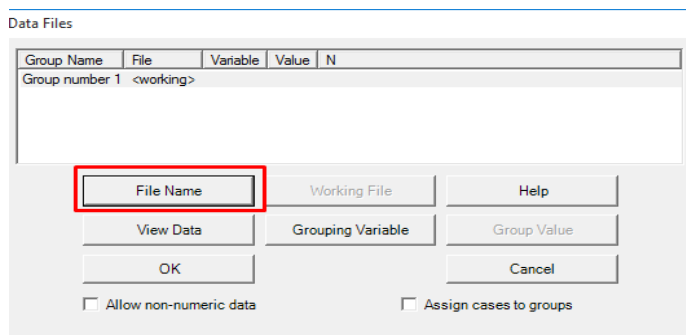 Data Files
Group Name File Variable Value N
Group number 1 <working>
File Name Working File Help
View Data Grouping Variable Group Value
OK Cancel
Allow non-numeric data Assign cases to groups